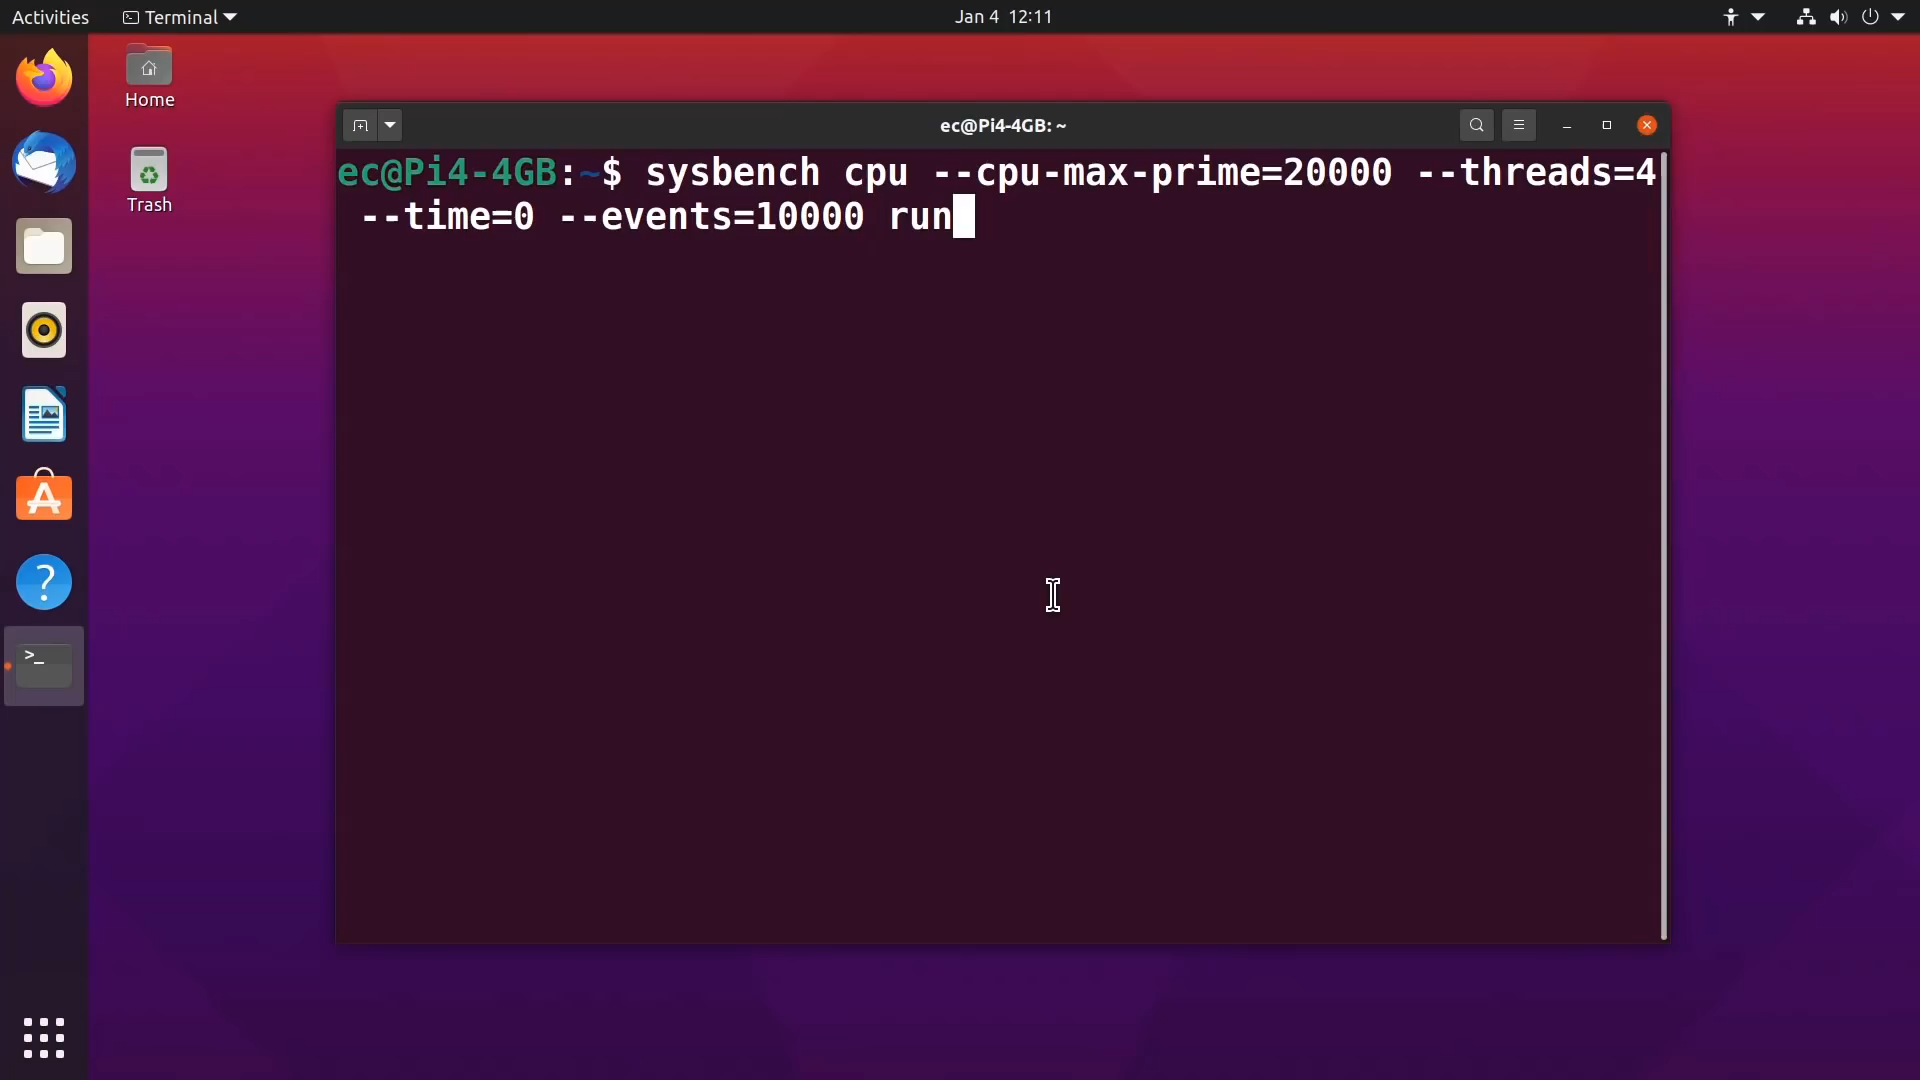 Activities Terminal Jan 4 12:11
Home
Trash
ec@Pi4-4GB: ~
ec@Pi4-4GB:~$ sysbench cpu --cpu-max-prime=20000 --threads=4
--time=0 --events=10000 run